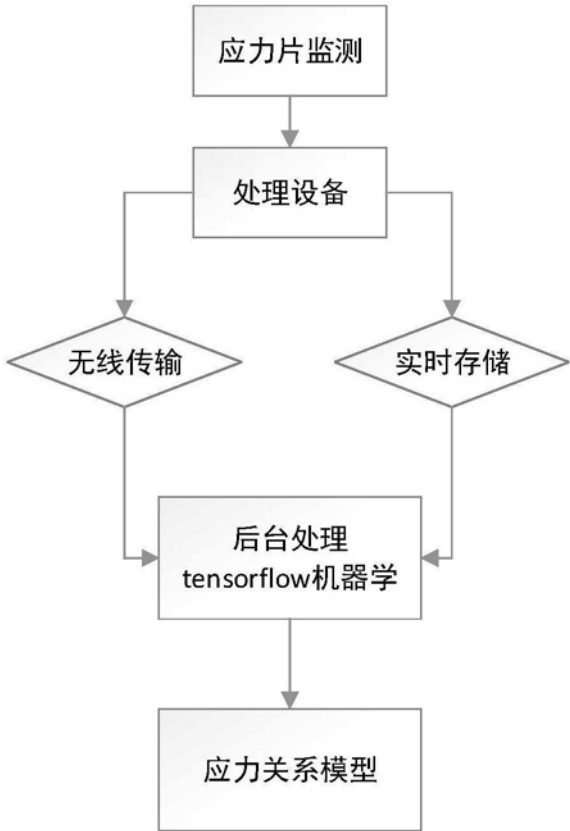 应力片监测
处理设备
无线传输
实时存储
后台处理
tensorflow机器学
应力关系模型